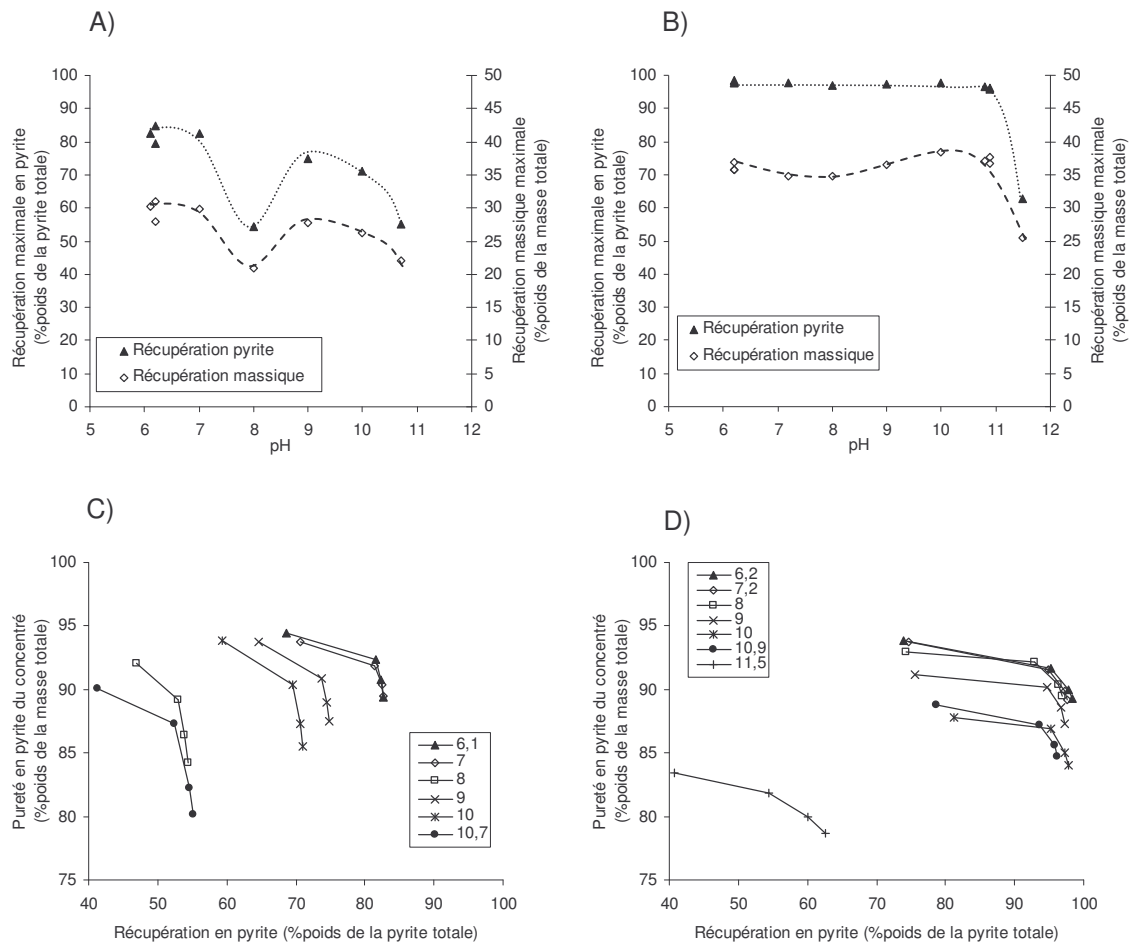 A)
Récupération maximale en pyrite
(%poids de la pyrite totale)
100
90
80
70
60
50
40
30
20
10
0
50
45
40
35
30
25
20
15
10
5
0
Récupération massique maximale
(%poids de la masse totale)
Récupération pyrite
Récupération massique
5 6 7 8 9 10 11 12
pH
B)
Récupération maximale en pyrite
(%poids de la pyrite totale)
100
90
80
70
60
50
40
30
20
10
0
50
45
40
35
30
25
20
15
10
5
0
Récupération massique maximale
(%poids de la masse totale)
Récupération pyrite
Récupération massique
5 6 7 8 9 10 11 12
pH
C)
Pureté en pyrite du concentré
(%poids de la masse totale)
100
95
90
85
80
75
6,1
7
8
9
10
10,7
40 50 60 70 80 90 100
Récupération en pyrite (%poids de la pyrite totale)
D)
Pureté en pyrite du concentré
(%poids de la masse totale)
100
95
90
85
80
75
6,2
7,2
8
9
10
10,9
11,5
40 50 60 70 80 90 100
Récupération en pyrite (%poids de la pyrite totale)